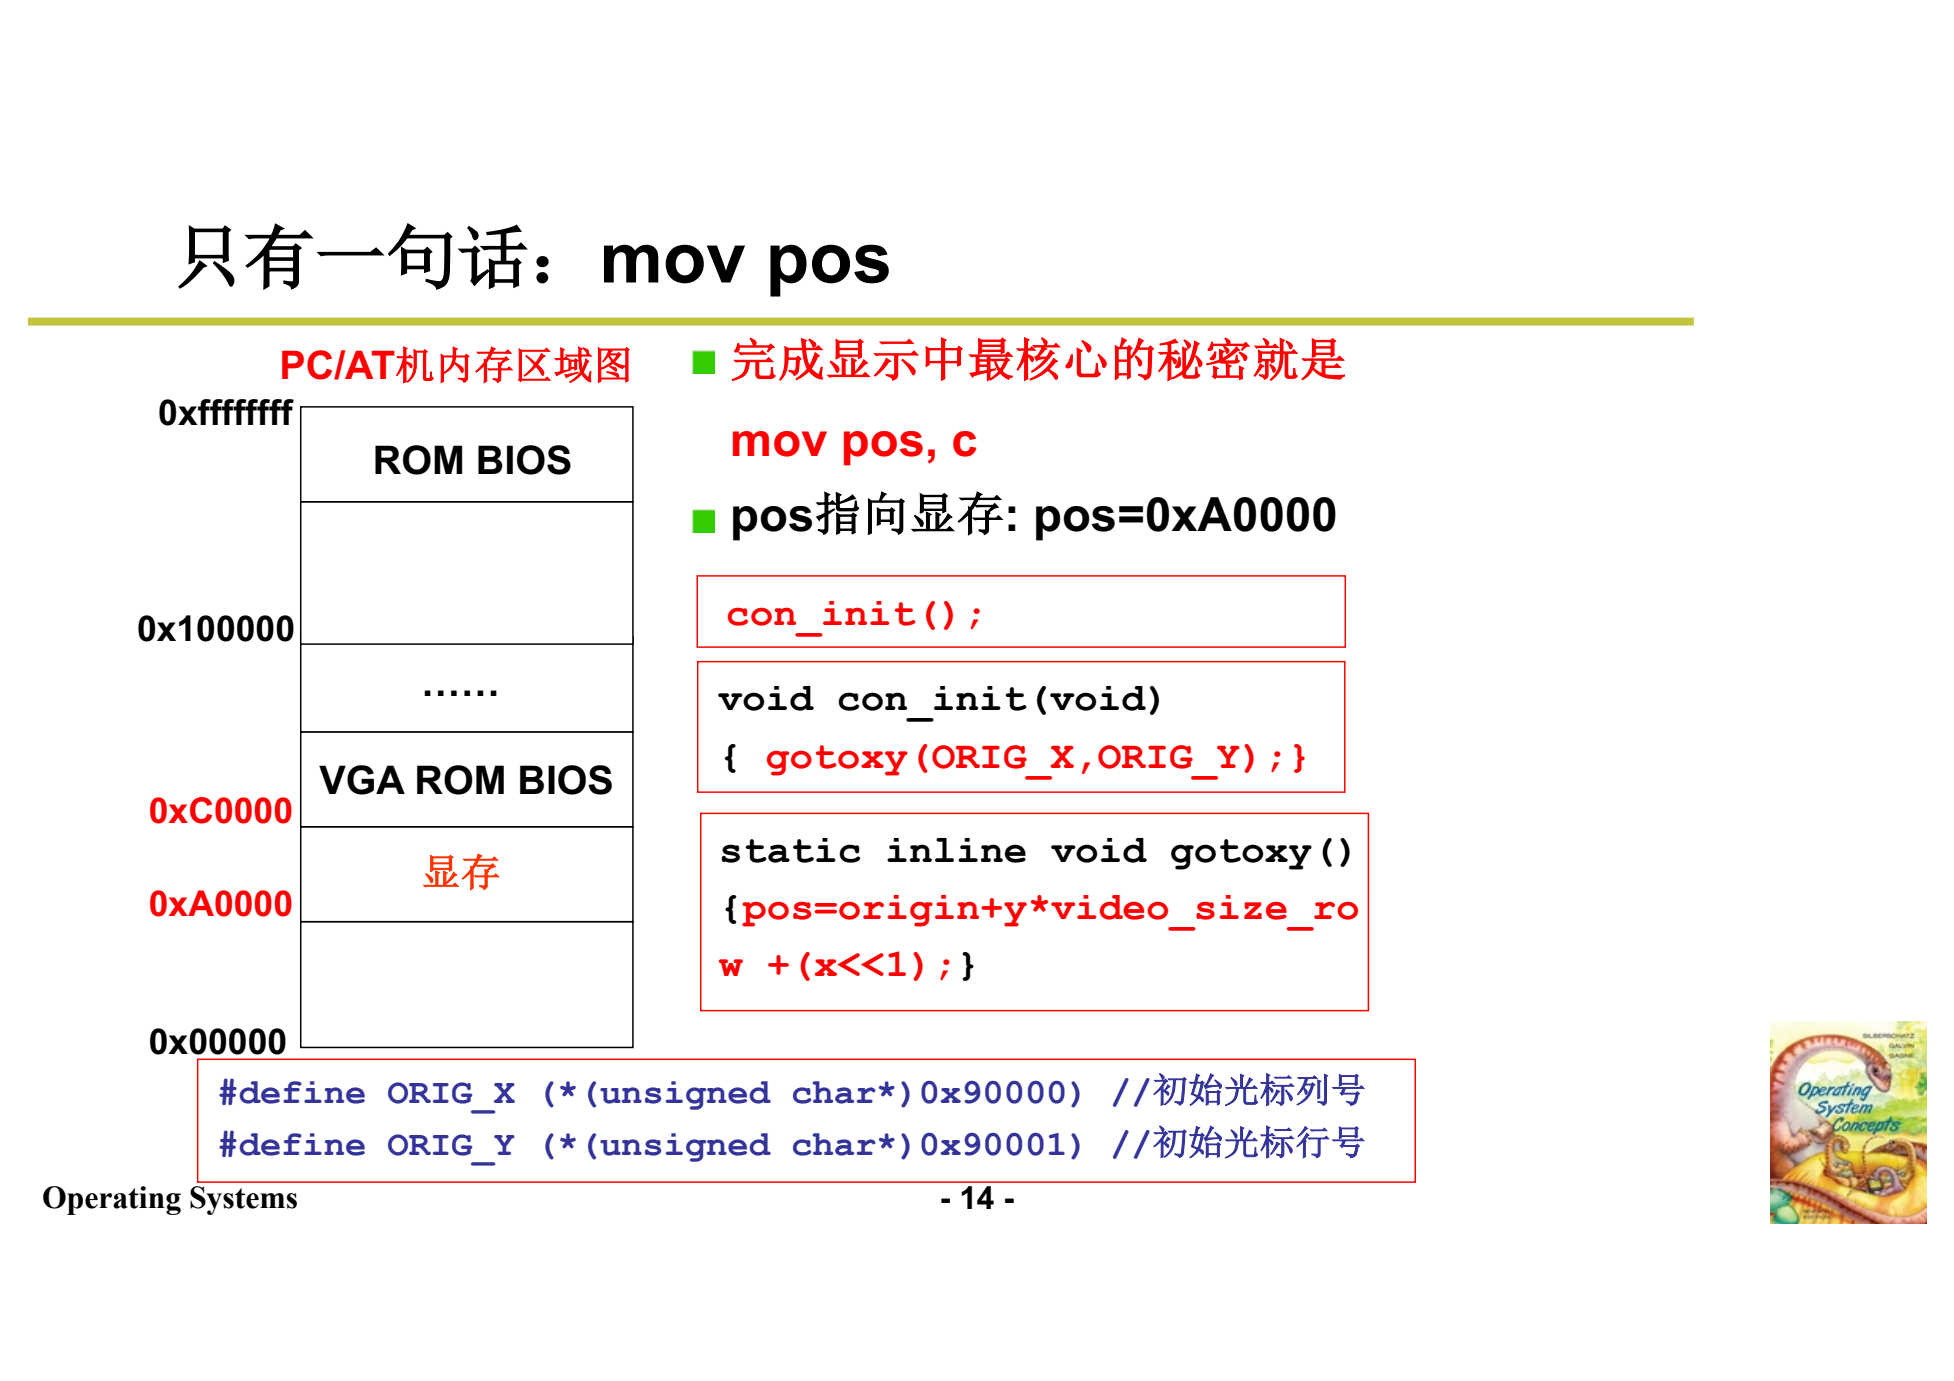 只有一句话：mov pos
PC/AT机内存区域图
0xffffffff
ROM BIOS
0x100000
......
VGA ROM BIOS
0xC0000
显存
0xA0000
0x00000
完成显示中最核心的秘密就是
mov pos, c
pos指向显存: pos=0xA0000
con_init();
void con_init(void)
{ gotoxy(ORIG_X,ORIG_Y);}
static inline void gotoxy()
{pos=origin+y*video_size_ro
w +(x<<1);}
#define ORIG_X (*(unsigned char*)0x90000) //初始光标列号
#define ORIG_Y (*(unsigned char*)0x90001) //初始光标行号
Operating Systems
- 14 -
SILBERSCHATZ
GALVIN
GAGNE
Operating
System
Concepts